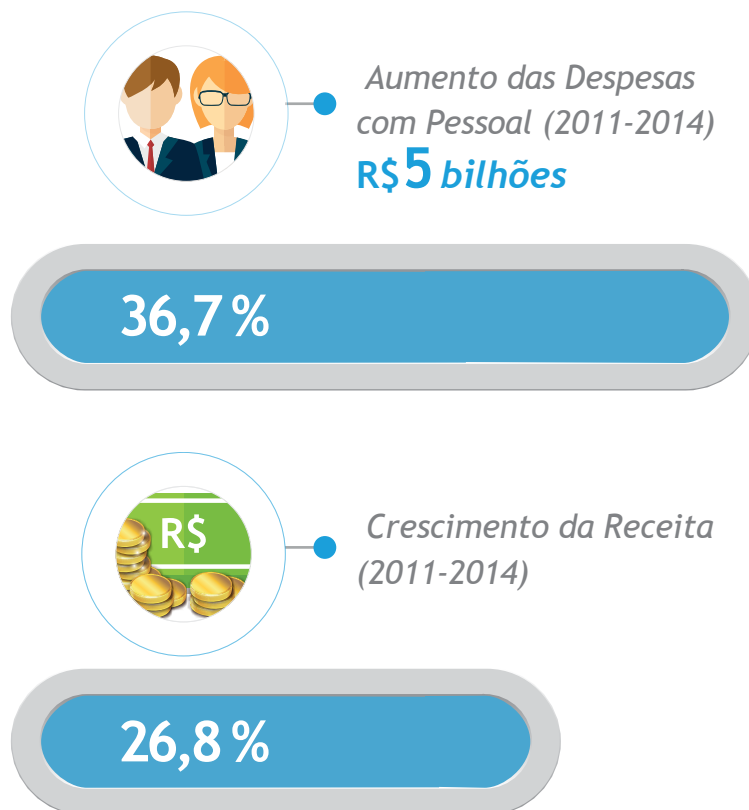 Aumento das Despesas
com Pessoal (2011-2014)
R$ 5 bilhões
36,7 %
R$
Crescimento da Receita
(2011-2014)
26,8 %